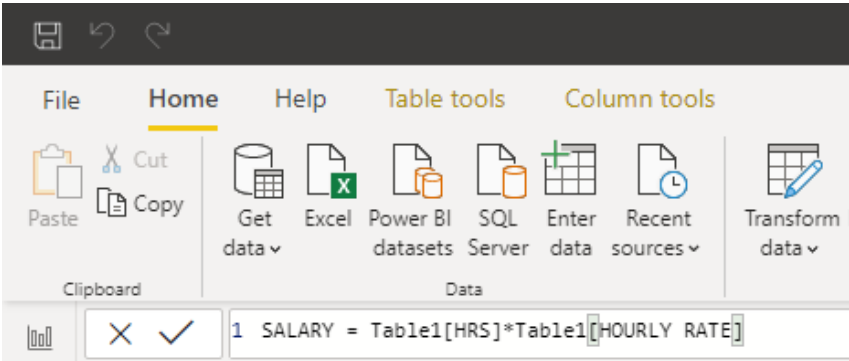 File Home Help Table tools Column tools
Paste Cut Copy Get data Excel Power BI datasets SQL Server Enter data Recent sources Transform data
Clipboard Data
1 SALARY = Table1[HRS]*Table1[HOURLY RATE]